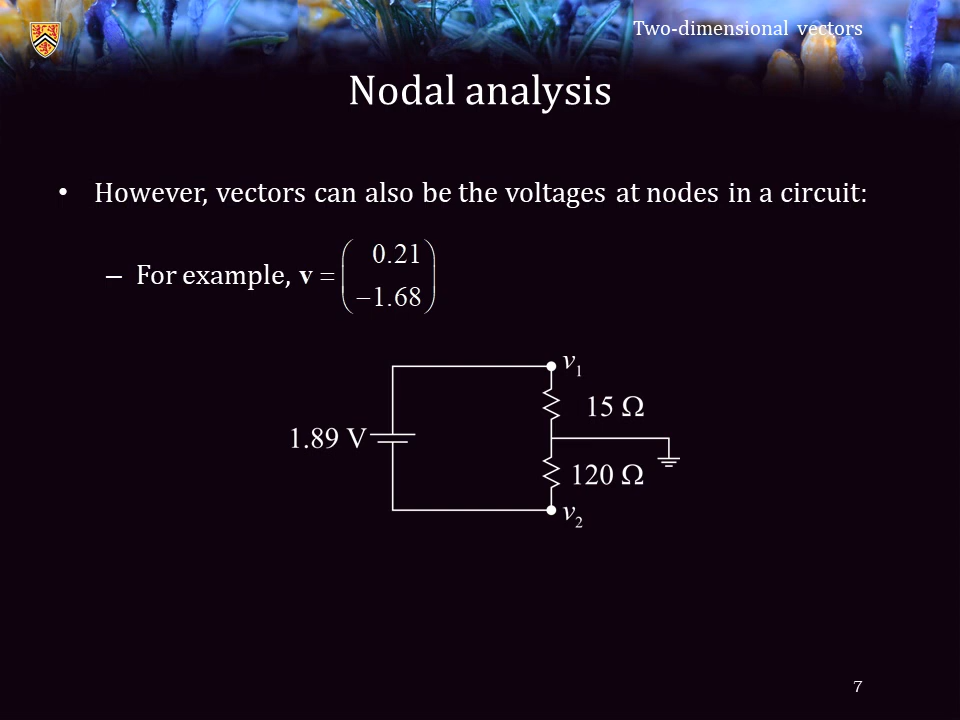 Two-dimensional vectors
Nodal analysis
• However, vectors can also be the voltages at nodes in a circuit:
– For example, v = ( 0.21
−1.68 )
v1
15 Ω
1.89 V
120 Ω
v2
7